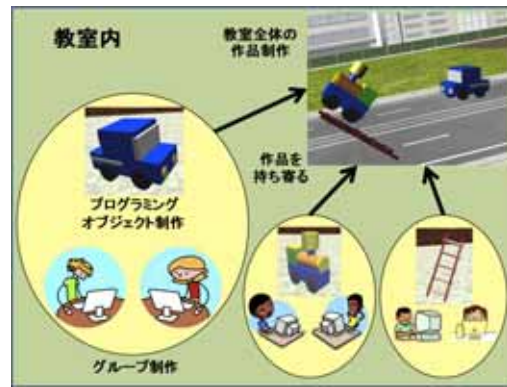 教室内
教室全体の
作品制作
作品を
持ち寄る
プログラミング
オブジェクト制作
グループ制作